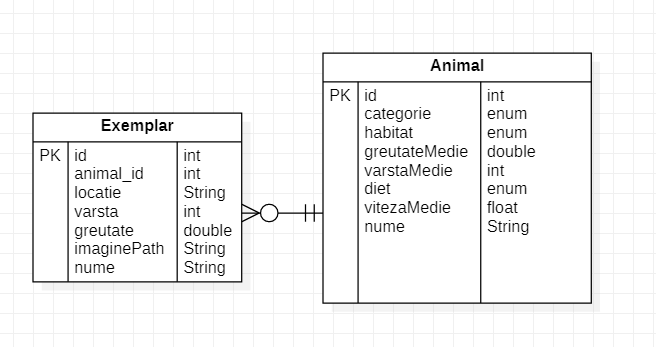 Exemplar
PK id int
animal_id int
locatie String
varsta int
greutate double
imaginePath String
nume String
Animal
PK id int
categorie enum
habitat enum
greutateMedie double
varstaMedie int
diet enum
vitezaMedie float
nume String